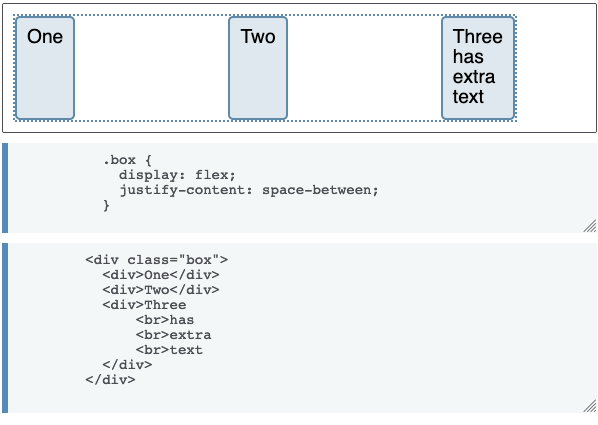 One
Two
Three
has
extra
text
.box {
  display: flex;
  justify-content: space-between;
}
<div class="box">
  <div>One</div>
  <div>Two</div>
  <div>Three
      <br>has
      <br>extra
      <br>text
  </div>
</div>